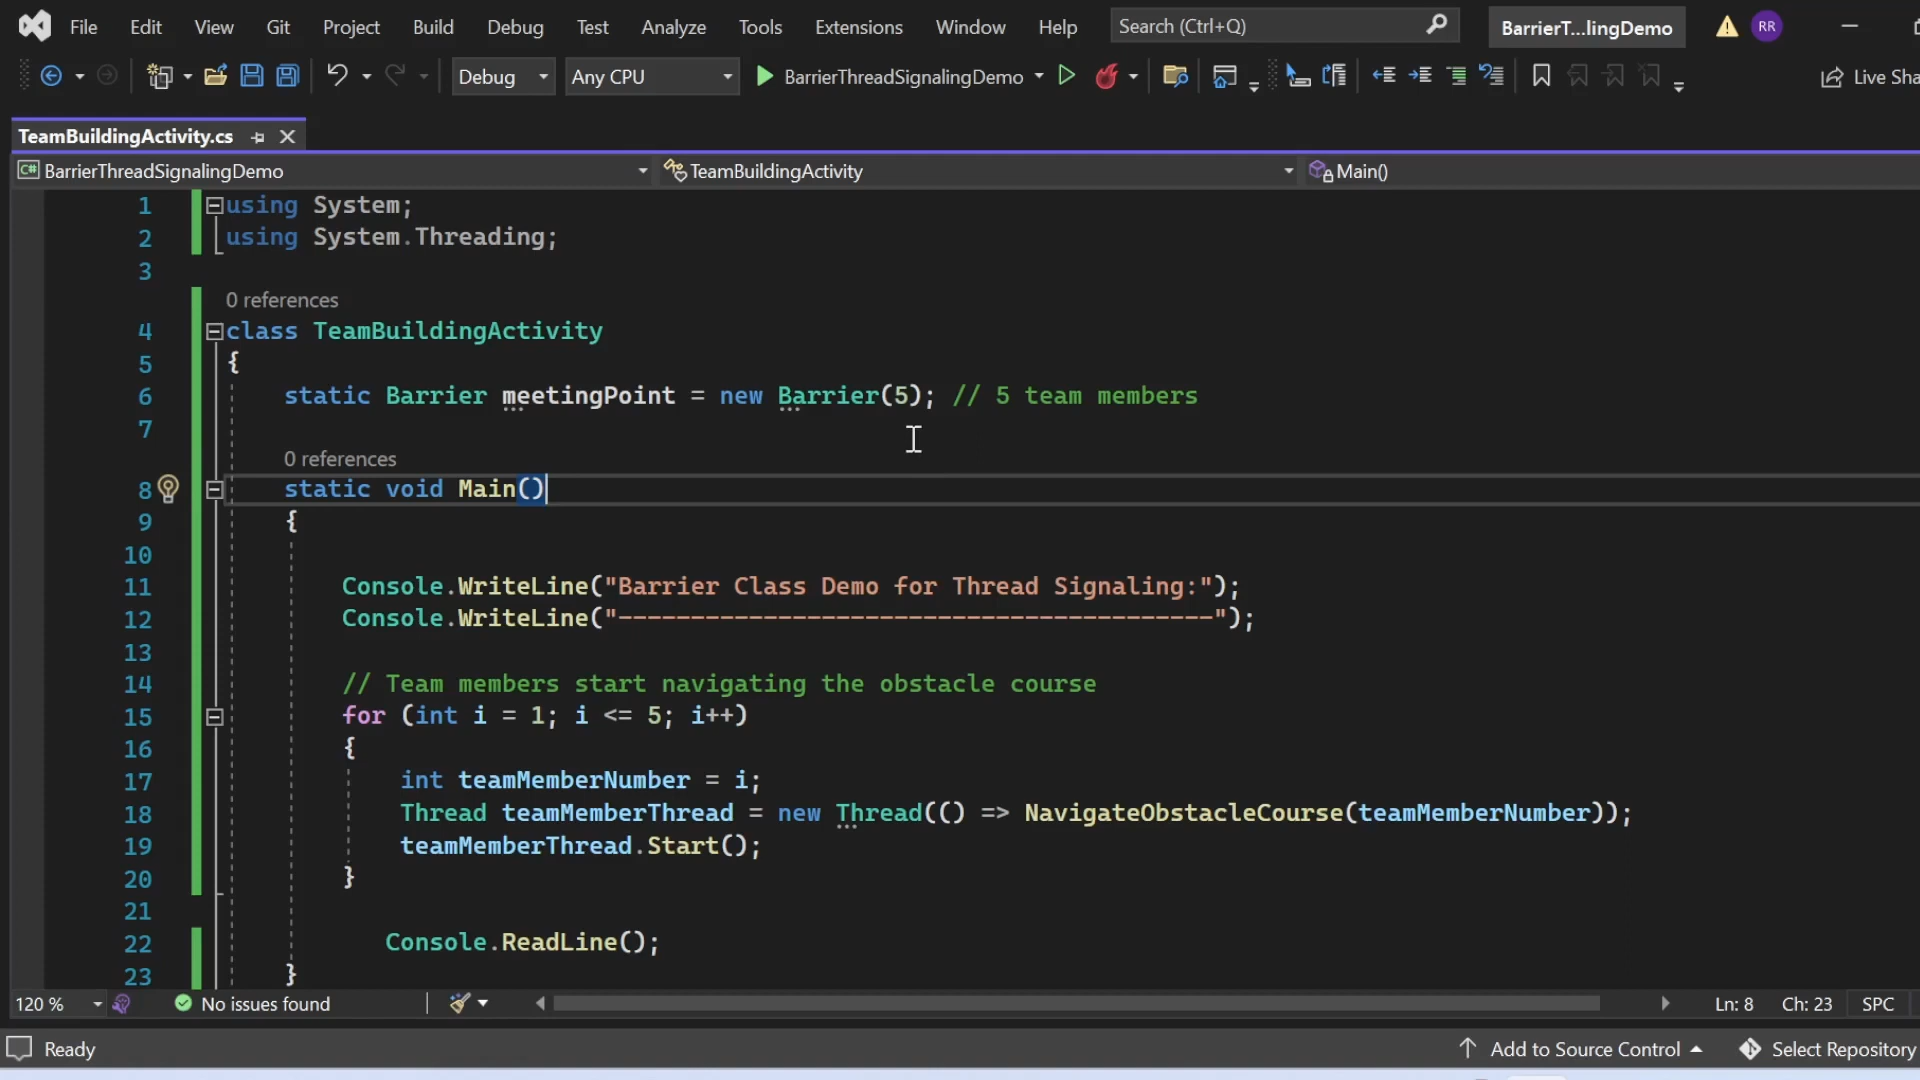 File Edit View Git Project Build Debug Test Analyze Tools Extensions Window Help Search (Ctrl+Q) BarrierT...lingDemo RR
Debug Any CPU BarrierThreadSignalingDemo Live Sha
TeamBuildingActivity.cs
C# BarrierThreadSignalingDemo TeamBuildingActivity Main()
1 using System;
2 using System.Threading;
3
0 references
4 class TeamBuildingActivity
5 {
6 static Barrier meetingPoint = new Barrier(5); // 5 team members
7
0 references
8 static void Main()
9 {
10
11 Console.WriteLine("Barrier Class Demo for Thread Signaling:");
12 Console.WriteLine("-----------------------------------------");
13
14 // Team members start navigating the obstacle course
15 for (int i = 1; i <= 5; i++)
16 {
17 int teamMemberNumber = i;
18 Thread teamMemberThread = new Thread(() => NavigateObstacleCourse(teamMemberNumber));
19 teamMemberThread.Start();
20 }
21
22 Console.ReadLine();
23 }
120 % No issues found Ln: 8 Ch: 23 SPC
Ready Add to Source Control Select Repository